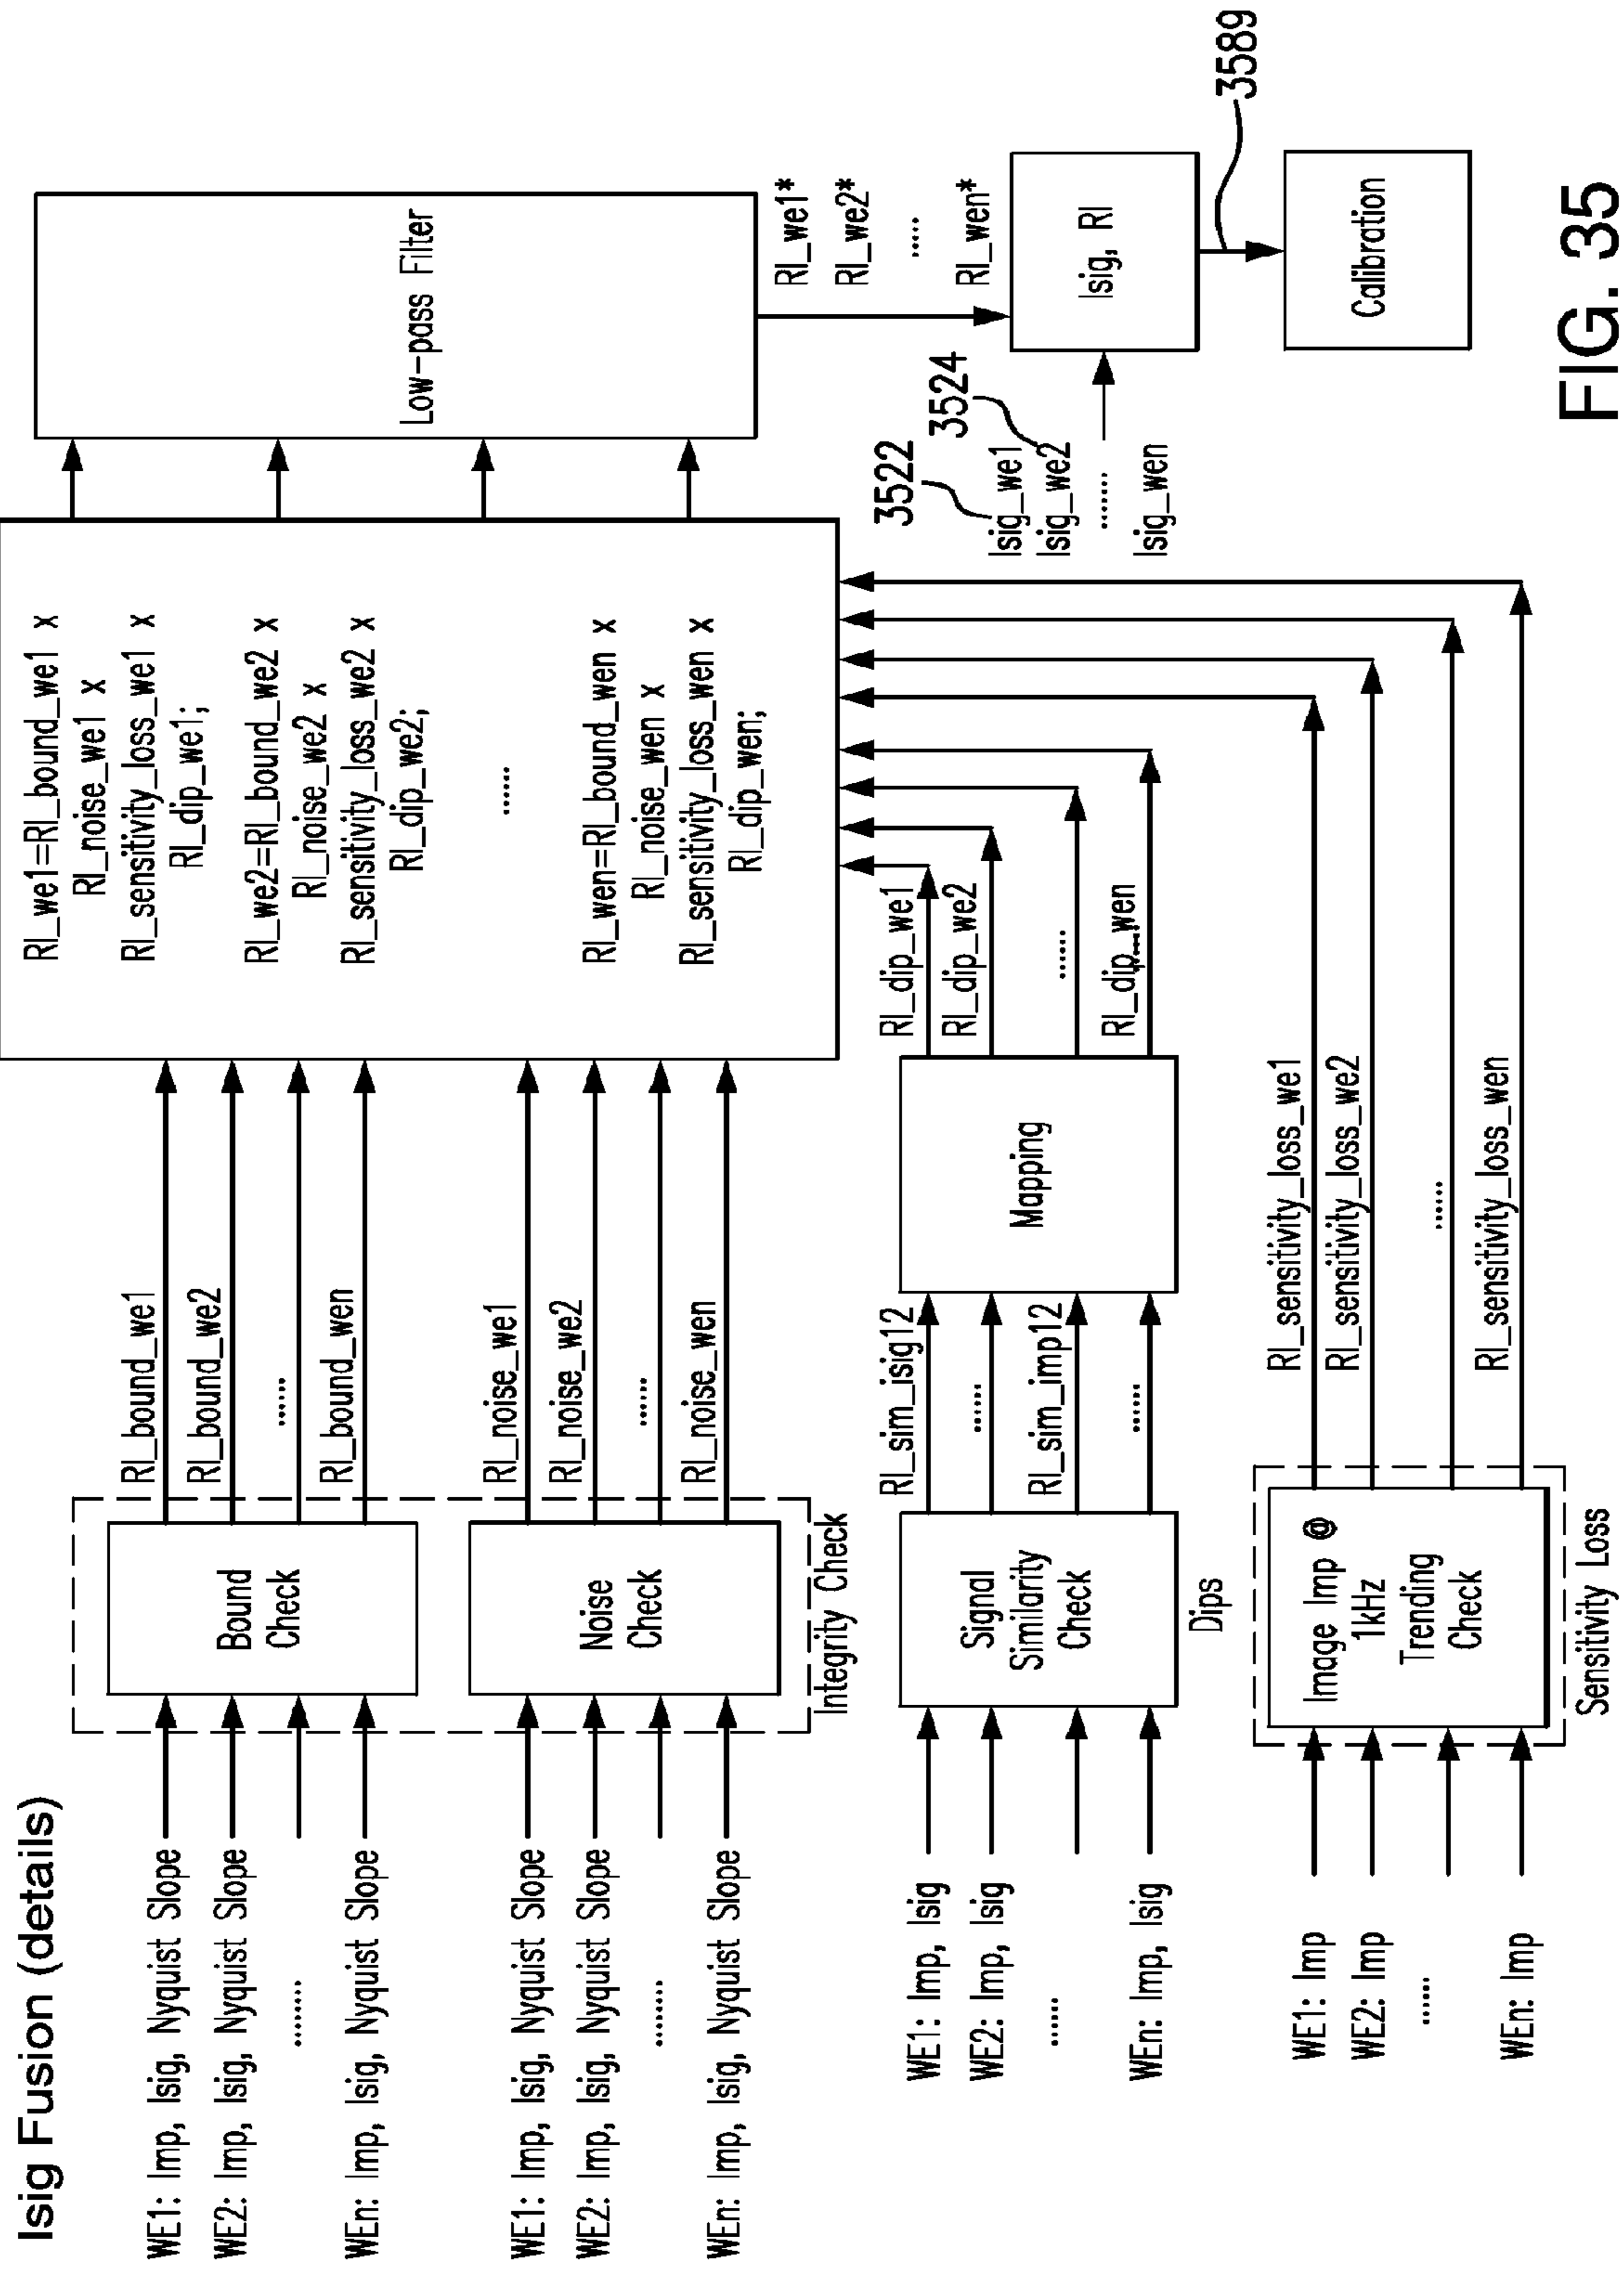 Isig Fusion (details)
WE1: Imp, Isig, Nyquist Slope
WE2: Imp, Isig, Nyquist Slope
........
WEn: Imp, Isig, Nyquist Slope
Bound
Check
RI_bound_we1
RI_bound_we2
......
RI_bound_wen
WE1: Imp, Isig, Nyquist Slope
WE2: Imp, Isig, Nyquist Slope
........
WEn: Imp, Isig, Nyquist Slope
Noise
Check
Integrity Check
RI_noise_we1
RI_noise_we2
......
RI_noise_wen
RI_we1=RI_bound_we1 x
RI_noise_we1 x
RI_sensitivity_loss_we1 x
RI_dip_we1;
RI_we2=RI_bound_we2 x
RI_noise_we2 x
RI_sensitivity_loss_we2 x
RI_dip_we2;
......
RI_wen=RI_bound_wen x
RI_noise_wen x
RI_sensitivity_loss_wen x
RI_dip_wen;
Low-pass Filter
WE1: Imp, Isig
WE2: Imp, Isig
......
WEn: Imp, Isig
Signal
Similarity
Check
Dips
RI_sim_isig12
......
RI_sim_imp12
......
Mapping
RI_dip_we1
RI_dip_we2
......
RI_dip_wen
3522
Isig_we1
3524
Isig_we2
.......
Isig_wen
RI_we1*
RI_we2*
.....
RI_wen*
Isig, RI
3589
Calibration
WE1: Imp
WE2: Imp
.....
WEn: Imp
Image Imp @
1kHz
Trending
Check
Sensitivity Loss
RI_sensitivity_loss_we1
RI_sensitivity_loss_we2
......
RI_sensitivity_loss_wen
FIG. 35